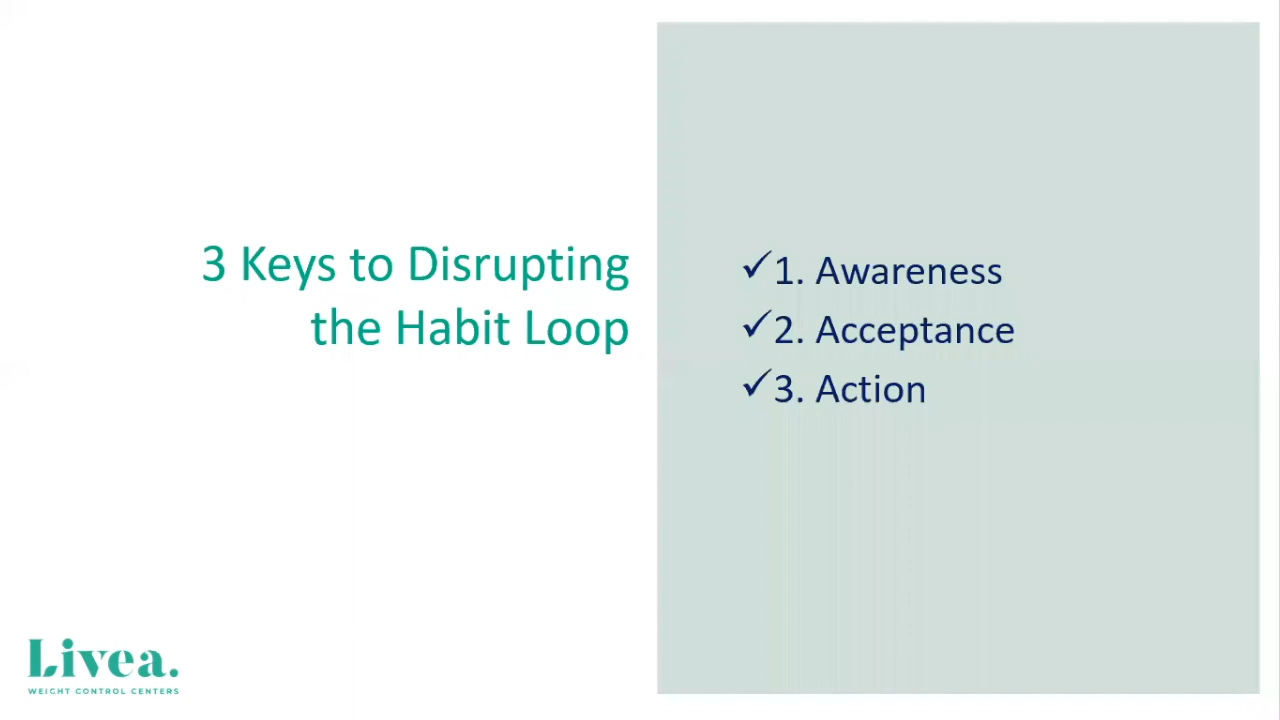 3 Keys to Disrupting
the Habit Loop
✓1. Awareness
✓2. Acceptance
✓3. Action
Livea.
WEIGHT CONTROL CENTERS